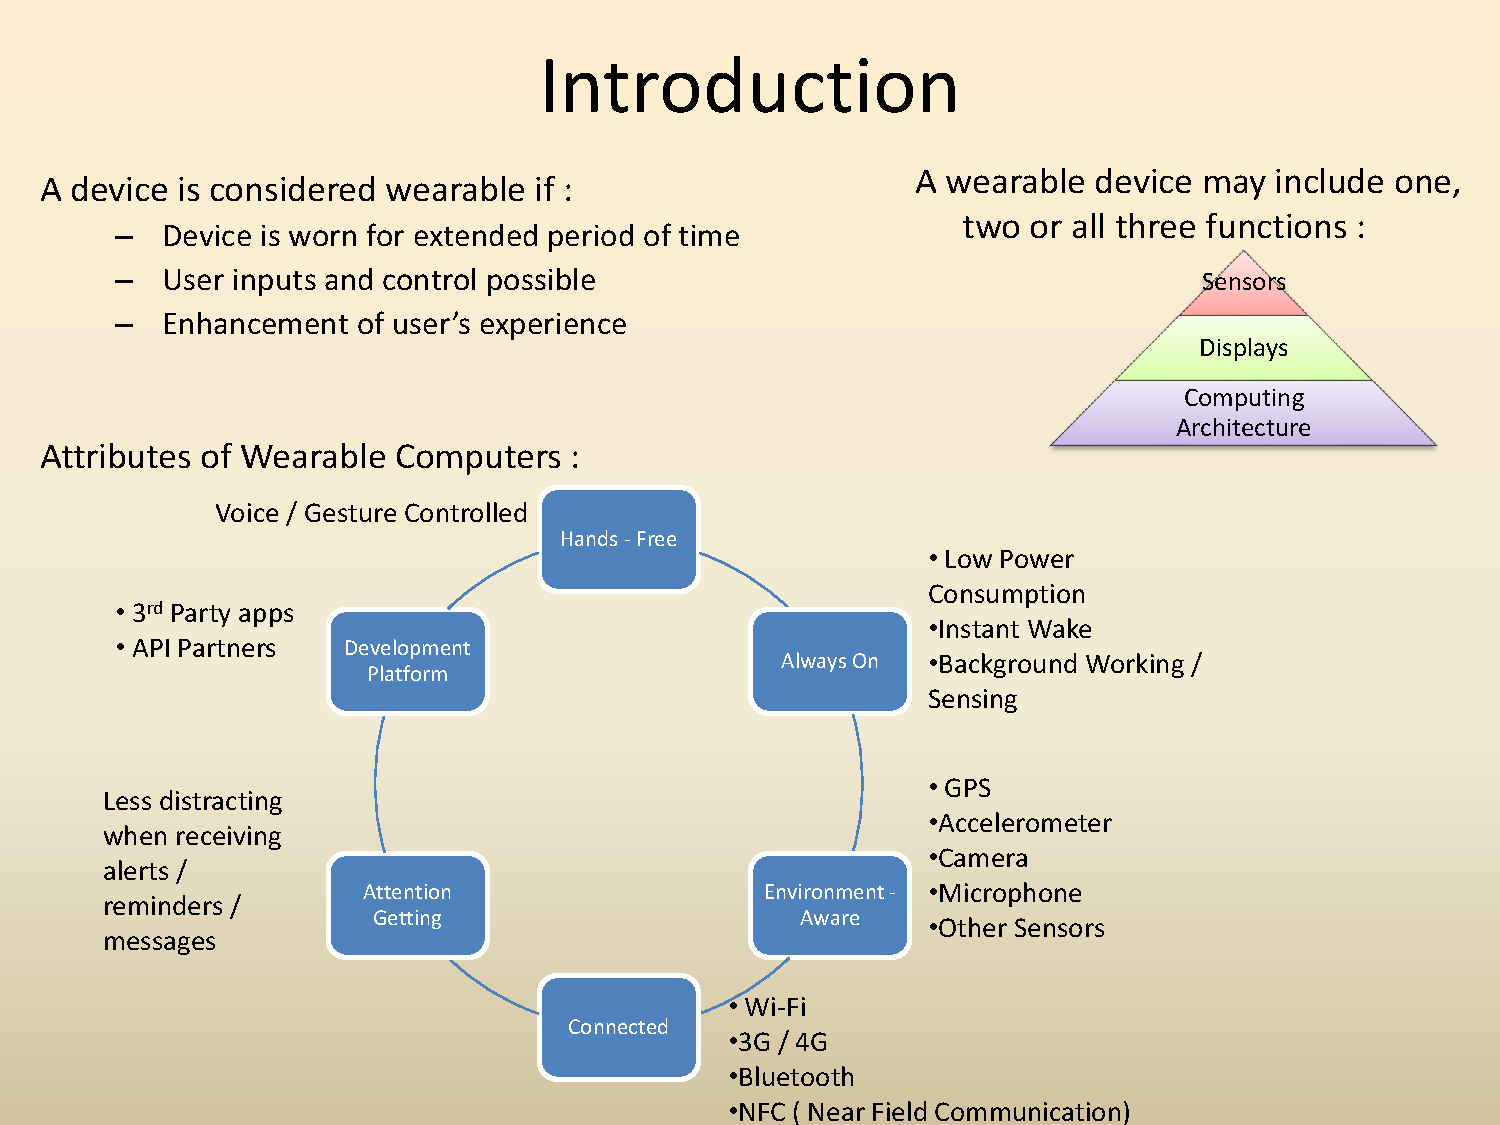 Introduction
A device is considered wearable if :
– Device is worn for extended period of time
– User inputs and control possible
– Enhancement of user’s experience
A wearable device may include one,
two or all three functions :
Sensors
Displays
Computing
Architecture
Attributes of Wearable Computers :
Voice / Gesture Controlled
Hands - Free
• Low Power
Consumption
•Instant Wake
•Background Working /
Sensing
Always On
• 3rd Party apps
• API Partners
Development
Platform
Less distracting
when receiving
alerts /
reminders /
messages
Attention
Getting
Environment -
Aware
• GPS
•Accelerometer
•Camera
•Microphone
•Other Sensors
Connected
• Wi-Fi
•3G / 4G
•Bluetooth
•NFC ( Near Field Communication)